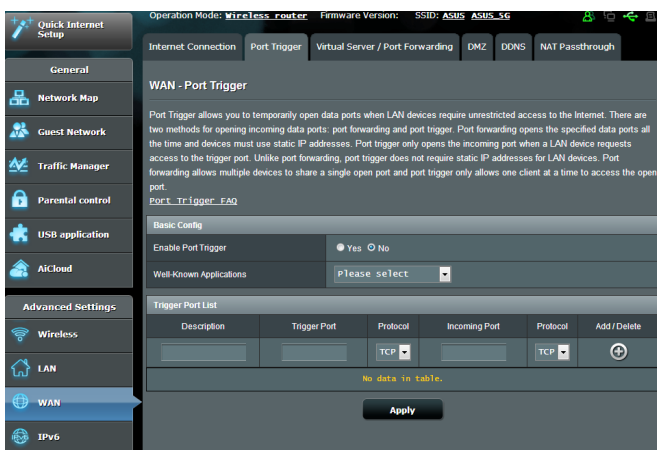 Quick Internet
Setup
General
Network Map
Guest Network
Traffic Manager
Parental control
USB application
AiCloud
Advanced Settings
Wireless
LAN
WAN
IPv6
Operation Mode: Wireless router Firmware Version: SSID: ASUS ASUS_5G
Internet Connection Port Trigger Virtual Server / Port Forwarding DMZ DDNS NAT Passthrough
WAN - Port Trigger
Port Trigger allows you to temporarily open data ports when LAN devices require unrestricted access to the Internet. There are
two methods for opening incoming data ports: port forwarding and port trigger. Port forwarding opens the specified data ports all
the time and devices must use static IP addresses. Port trigger only opens the incoming port when a LAN device requests
access to the trigger port. Unlike port forwarding, port trigger does not require static IP addresses for LAN devices. Port
forwarding allows multiple devices to share a single open port and port trigger only allows one client at a time to access the open
port.
Port Trigger FAQ
Basic Config
Enable Port Trigger Yes No
Well-Known Applications Please select
Trigger Port List
Description Trigger Port Protocol Incoming Port Protocol Add / Delete
TCP TCP
No data in table.
Apply